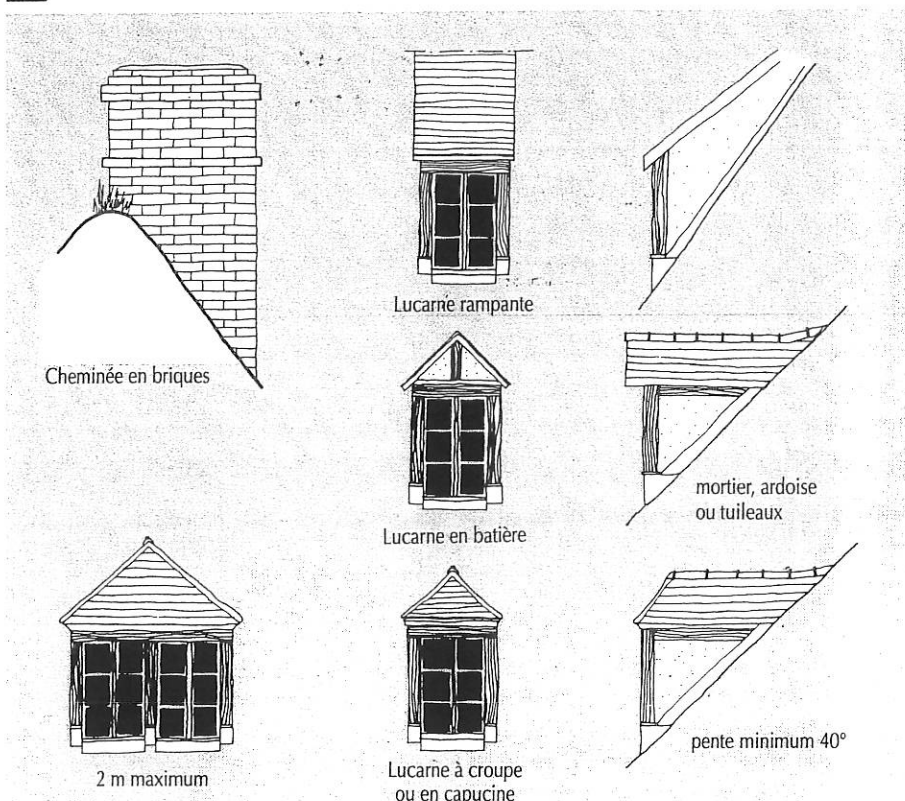 Cheminée en briques
Lucarne rampante
Lucarne en batière
mortier, ardoise
ou tuileaux
2 m maximum
Lucarne à croupe
ou en capucine
pente minimum 40°